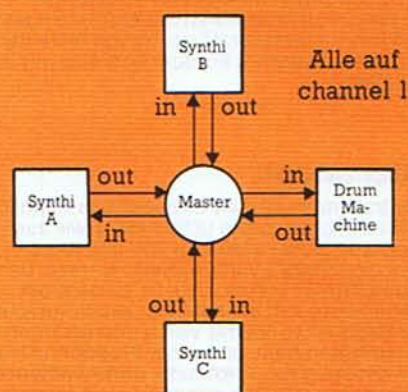 Synthi
B
Alle auf
channel 1
in
out
out
in
Synthi
A
Master
Drum
Ma-
chine
in
out
out
in
Synthi
C